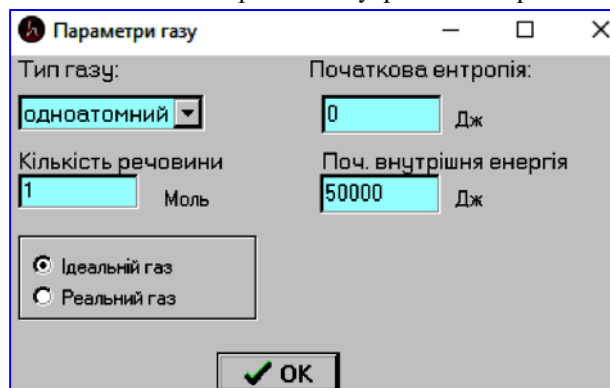 Параметри газу
Тип газу:
Початкова ентропія:
одноатомний
0
Дж
Кількість речовини
Поч. внутрішня енергія
1
Моль
50000
Дж
Ідеальній газ
Реальний газ
OK